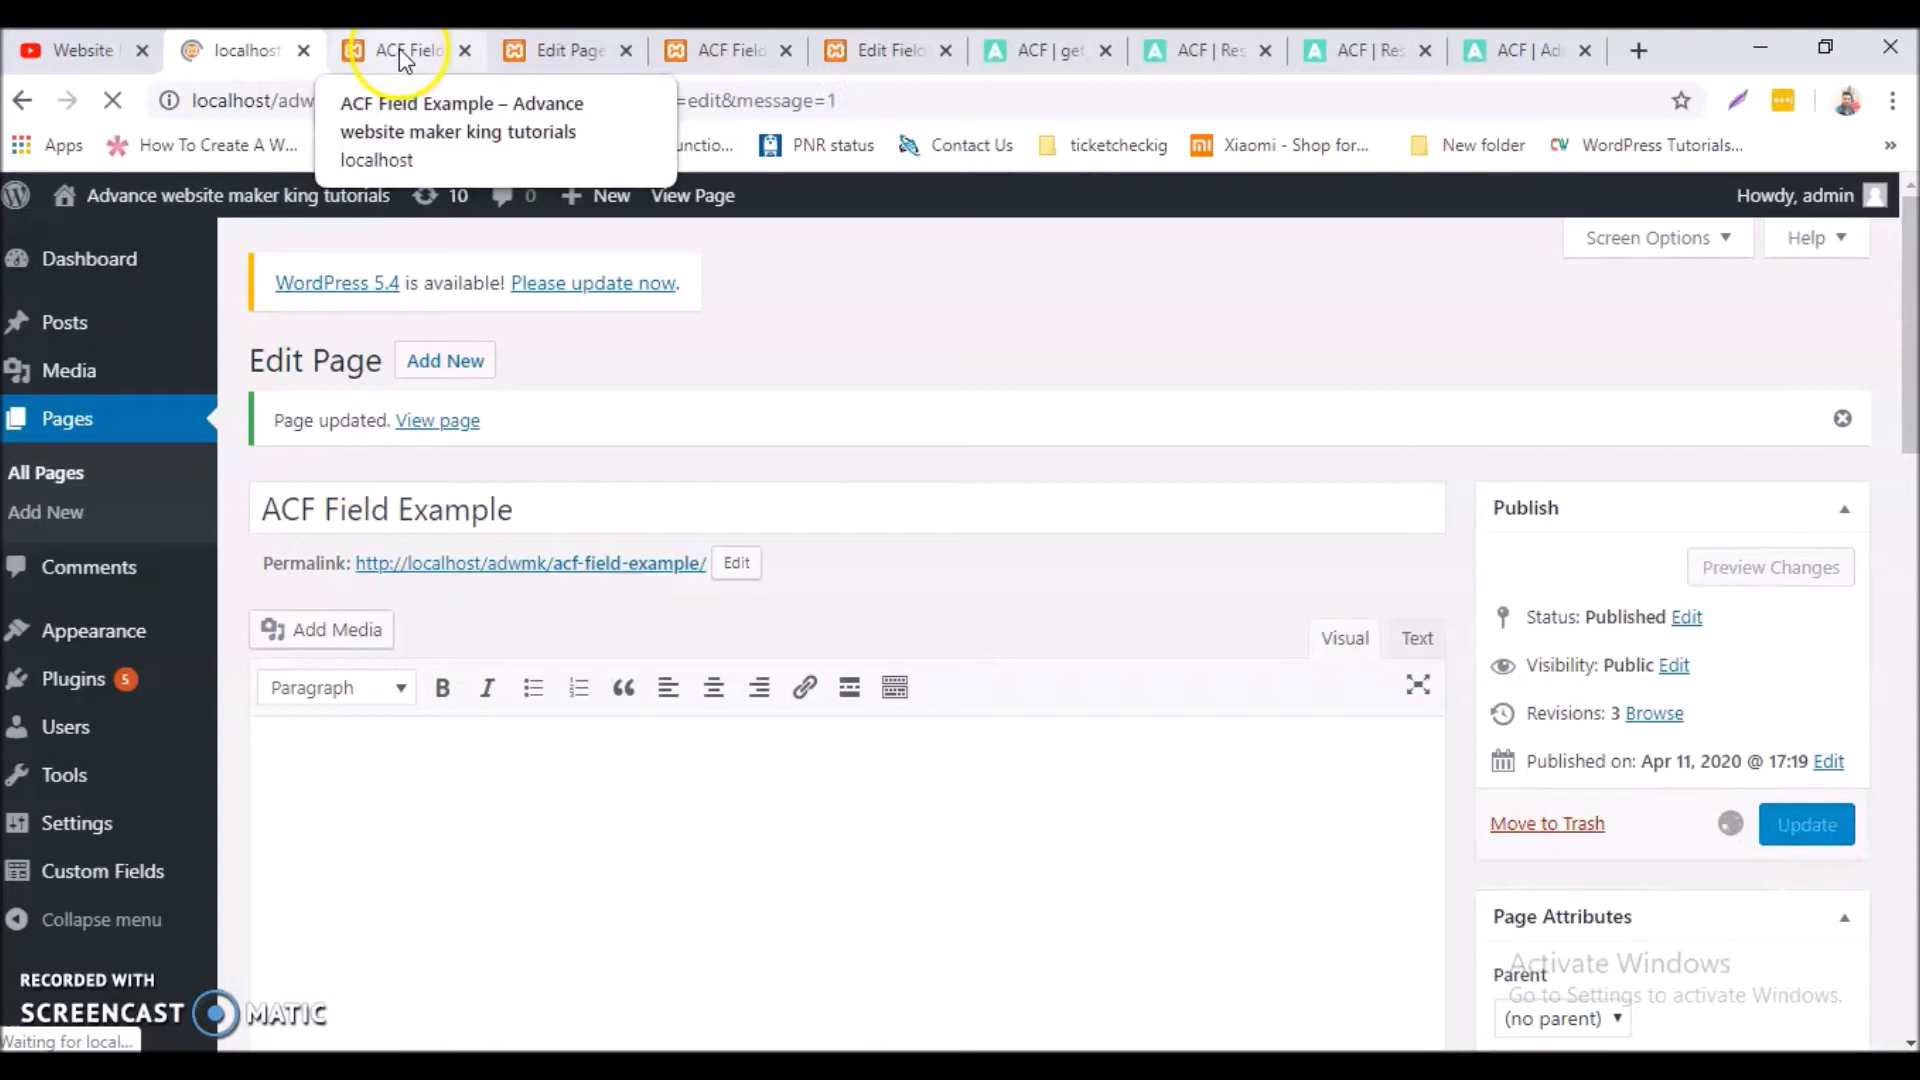 Website
localhost
ACF Field
Edit Page
ACF Field
Edit Field
ACF | get
ACF | Res
ACF | Res
ACF | Ad
localhost/adw
=edit&message=1
ACF Field Example – Advance
website maker king tutorials
localhost
Apps
How To Create A W...
unctio...
PNR status
Contact Us
ticketcheckig
Xiaomi - Shop for...
New folder
WordPress Tutorials...
Advance website maker king tutorials
10
0
New
View Page
Howdy, admin
Screen Options
Help
Dashboard
Posts
Media
Pages
All Pages
Add New
Comments
Appearance
Plugins 5
Users
Tools
Settings
Custom Fields
Collapse menu
WordPress 5.4 is available! Please update now.
Edit Page
Add New
Page updated. View page
ACF Field Example
Permalink: http://localhost/adwmk/acf-field-example/
Edit
Add Media
Visual
Text
Paragraph
Publish
Preview Changes
Status: Published Edit
Visibility: Public Edit
Revisions: 3 Browse
Published on: Apr 11, 2020 @ 17:19 Edit
Move to Trash
Update
Page Attributes
Parent
(no parent)
Activate Windows
Go to Settings to activate Windows.
RECORDED WITH
SCREENCAST MATIC
Waiting for local...